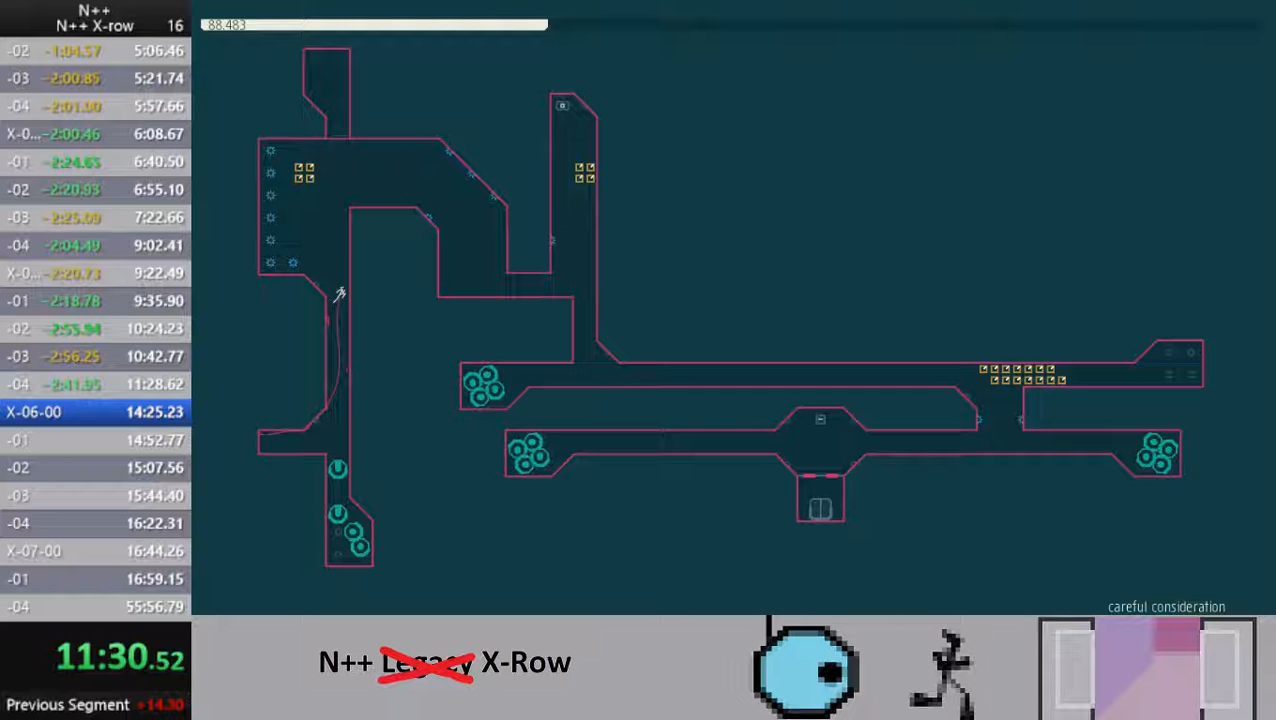 N++
N++ X-row 16
-02 -1:04.57 5:06.46
-03 -2:00.85 5:21.74
-04 -2:01.00 5:57.66
X-0... -2:00.46 6:08.67
-01 -2:24.65 6:40.50
-02 -2:20.93 6:55.10
-03 -2:25.09 7:22.66
-04 -2:04.49 9:02.41
X-0... -2:20.73 9:22.49
-01 -2:18.78 9:35.90
-02 -2:55.94 10:24.23
-03 -2:56.25 10:42.77
-04 -2:41.95 11:28.62
X-06-00 14:25.23
-01 14:52.77
-02 15:07.56
-03 15:44.40
-04 16:22.31
X-07-00 16:44.26
-01 16:59.15
-04 55:56.79
11:30.52
Previous Segment +14.30
88.483
careful consideration
N++ Legacy X-Row